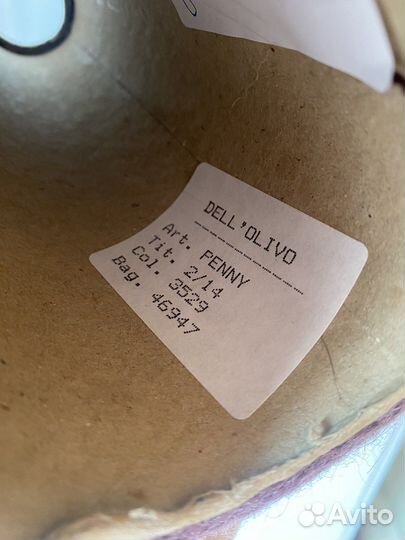 DELL'OLIVO
Art. PENNY
Tit. 2/14
Col. 3529
Bag. 46947
Avito